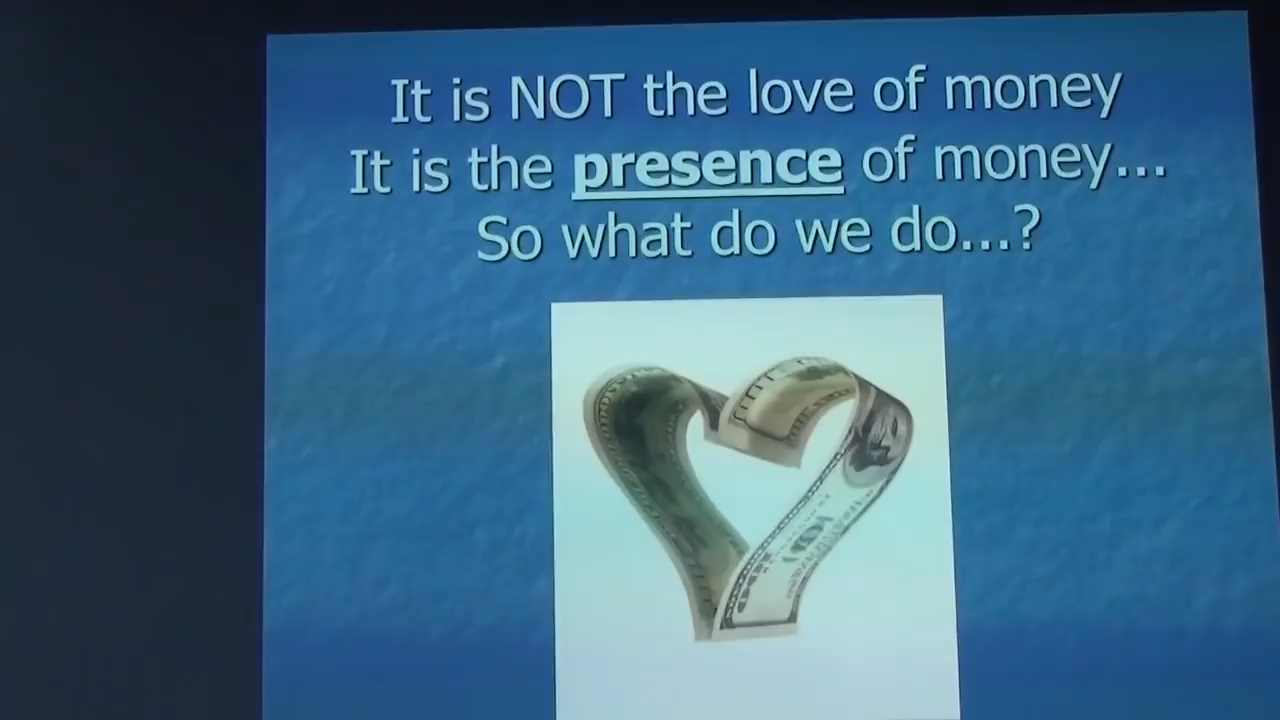 It is NOT the love of money
It is the presence of money...
So what do we do...?